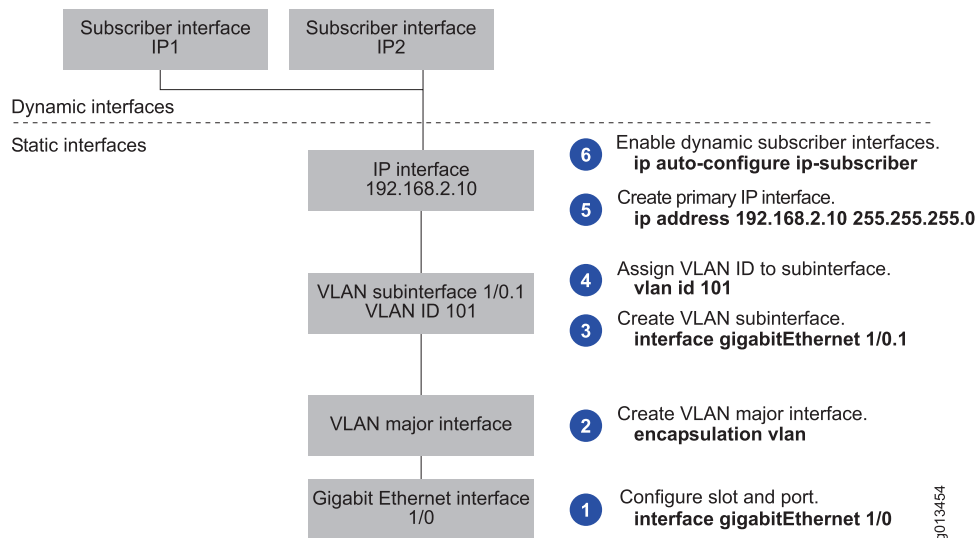 Subscriber interface
IP1
Subscriber interface
IP2
Dynamic interfaces
Static interfaces
IP interface
192.168.2.10
6
Enable dynamic subscriber interfaces.
ip auto-configure ip-subscriber
5
Create primary IP interface.
ip address 192.168.2.10 255.255.255.0
VLAN subinterface 1/0.1
VLAN ID 101
4
Assign VLAN ID to subinterface.
vlan id 101
3
Create VLAN subinterface.
interface gigabitEthernet 1/0.1
VLAN major interface
2
Create VLAN major interface.
encapsulation vlan
Gigabit Ethernet interface
1/0
1
Configure slot and port.
interface gigabitEthernet 1/0
g013454